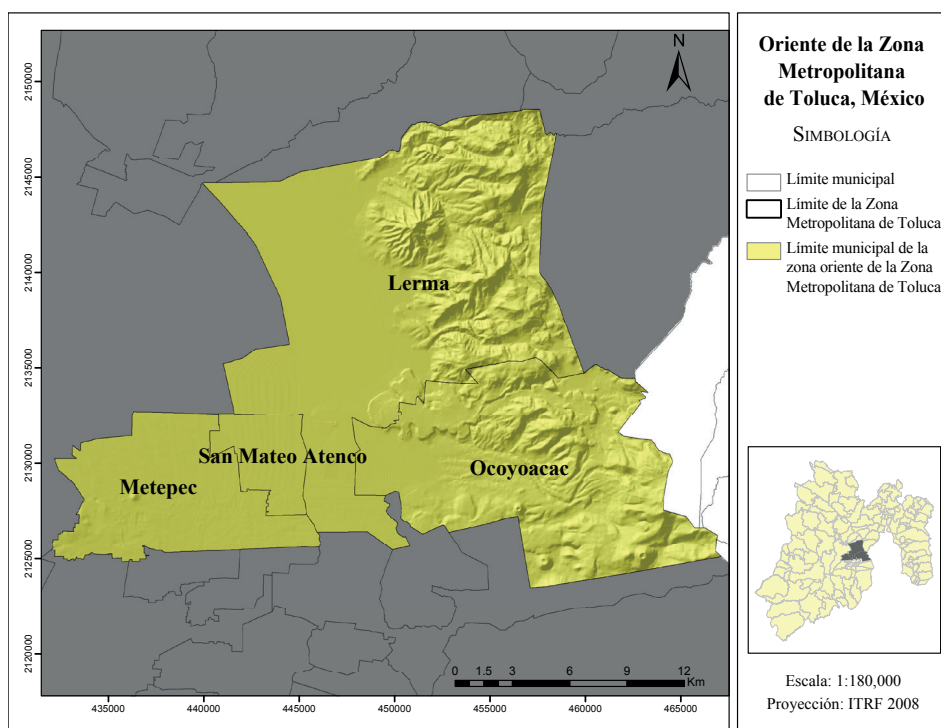 Oriente de la Zona
Metropolitana
de Toluca, México
SIMBOLOGÍA
Límite municipal
Límite de la Zona
Metropolitana de Toluca
Límite municipal de la
zona oriente de la Zona
Metropolitana de Toluca
N
2150000
2145000
2140000
2135000
2130000
2125000
2120000
Lerma
San Mateo Atenco
Metepec
Ocoyoacac
0 1.5 3 6 9 12
Km
435000 440000 445000 450000 455000 460000 465000
Escala: 1:180,000
Proyección: ITRF 2008